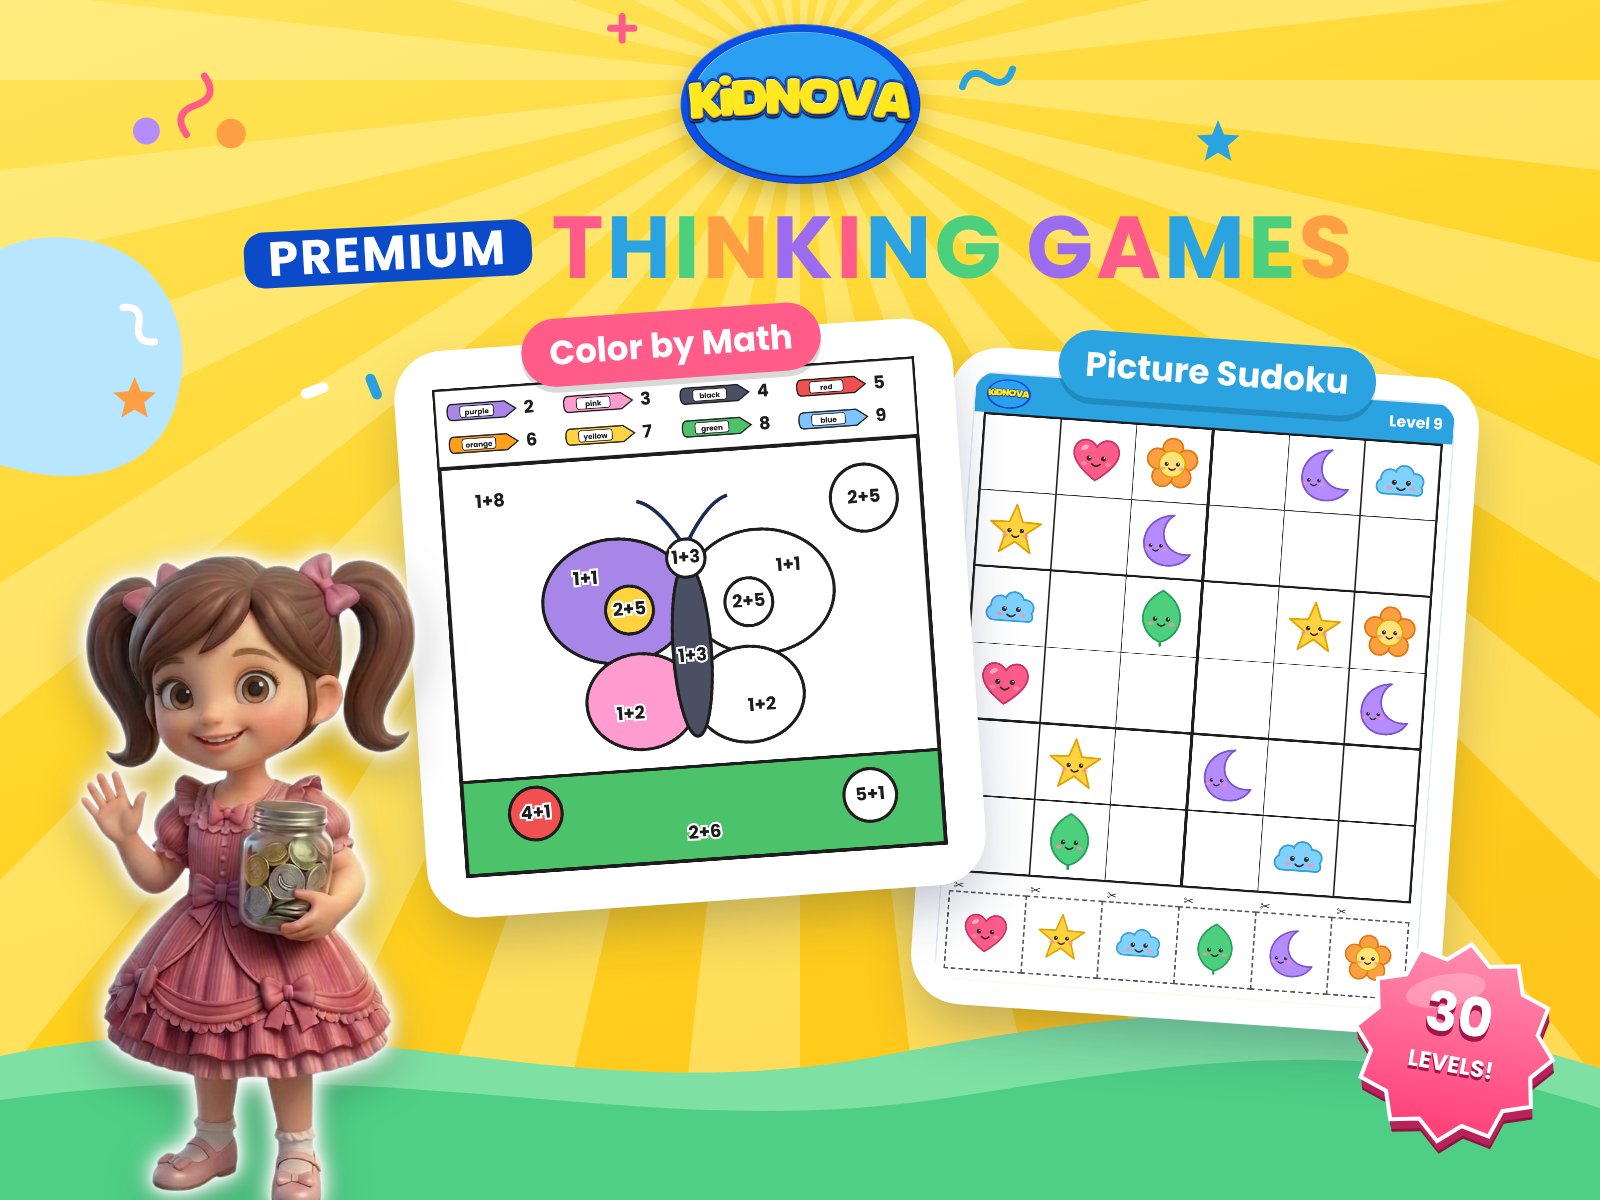 KiDNOVA
PREMIUM THINKING GAMES
Color by Math
purple 2 pink 3 black 4 red 5
orange 6 yellow 7 green 8 blue 9
1+8
2+5
1+3
1+1
1+1
2+5
2+5
1+3
1+2
1+2
4+1
5+1
2+6
Picture Sudoku
KiDNOVA
Level 9
30
LEVELS!